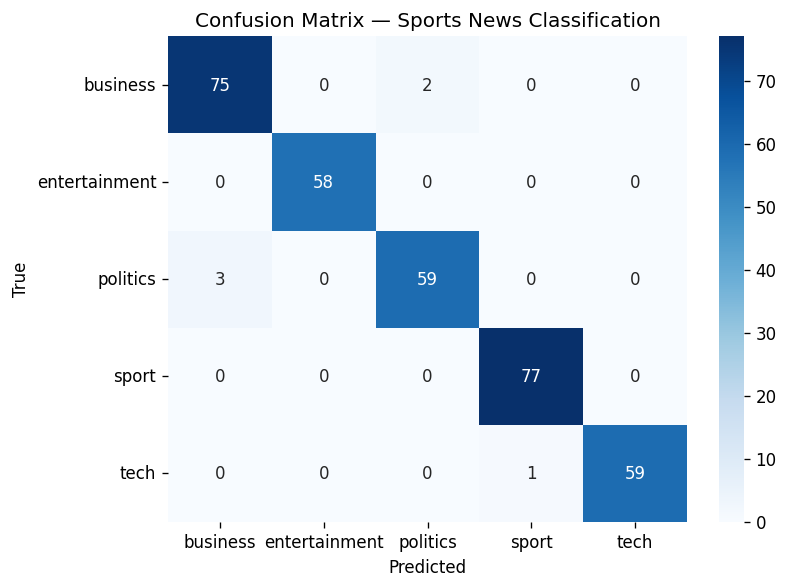 Confusion Matrix — Sports News Classification
business 75 0 2 0 0
entertainment 0 58 0 0 0
politics 3 0 59 0 0
sport 0 0 0 77 0
tech 0 0 0 1 59
business entertainment politics sport tech
Predicted
True
70
60
50
40
30
20
10
0